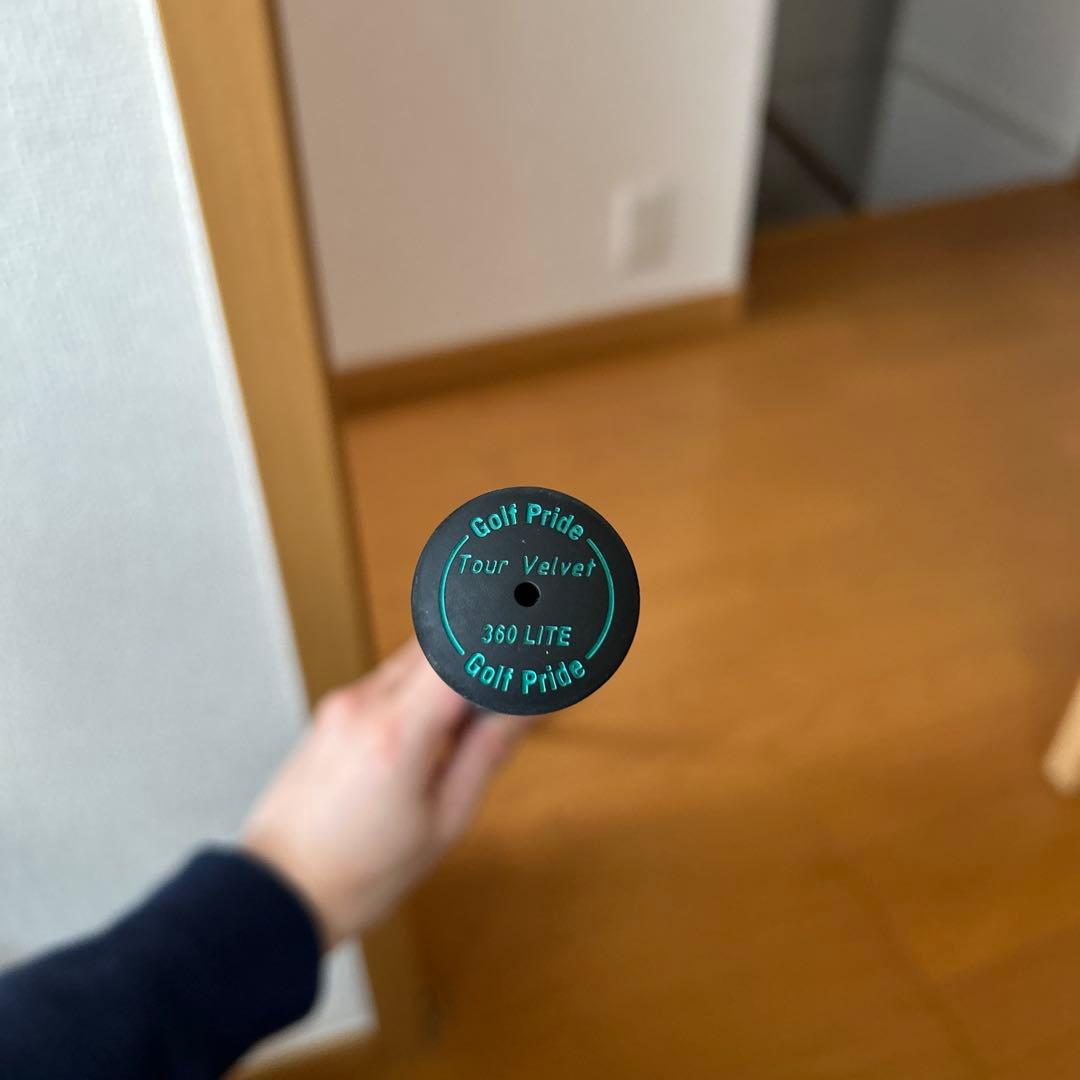 Golf Pride
Tour Velvet
360 LITE
Golf Pride